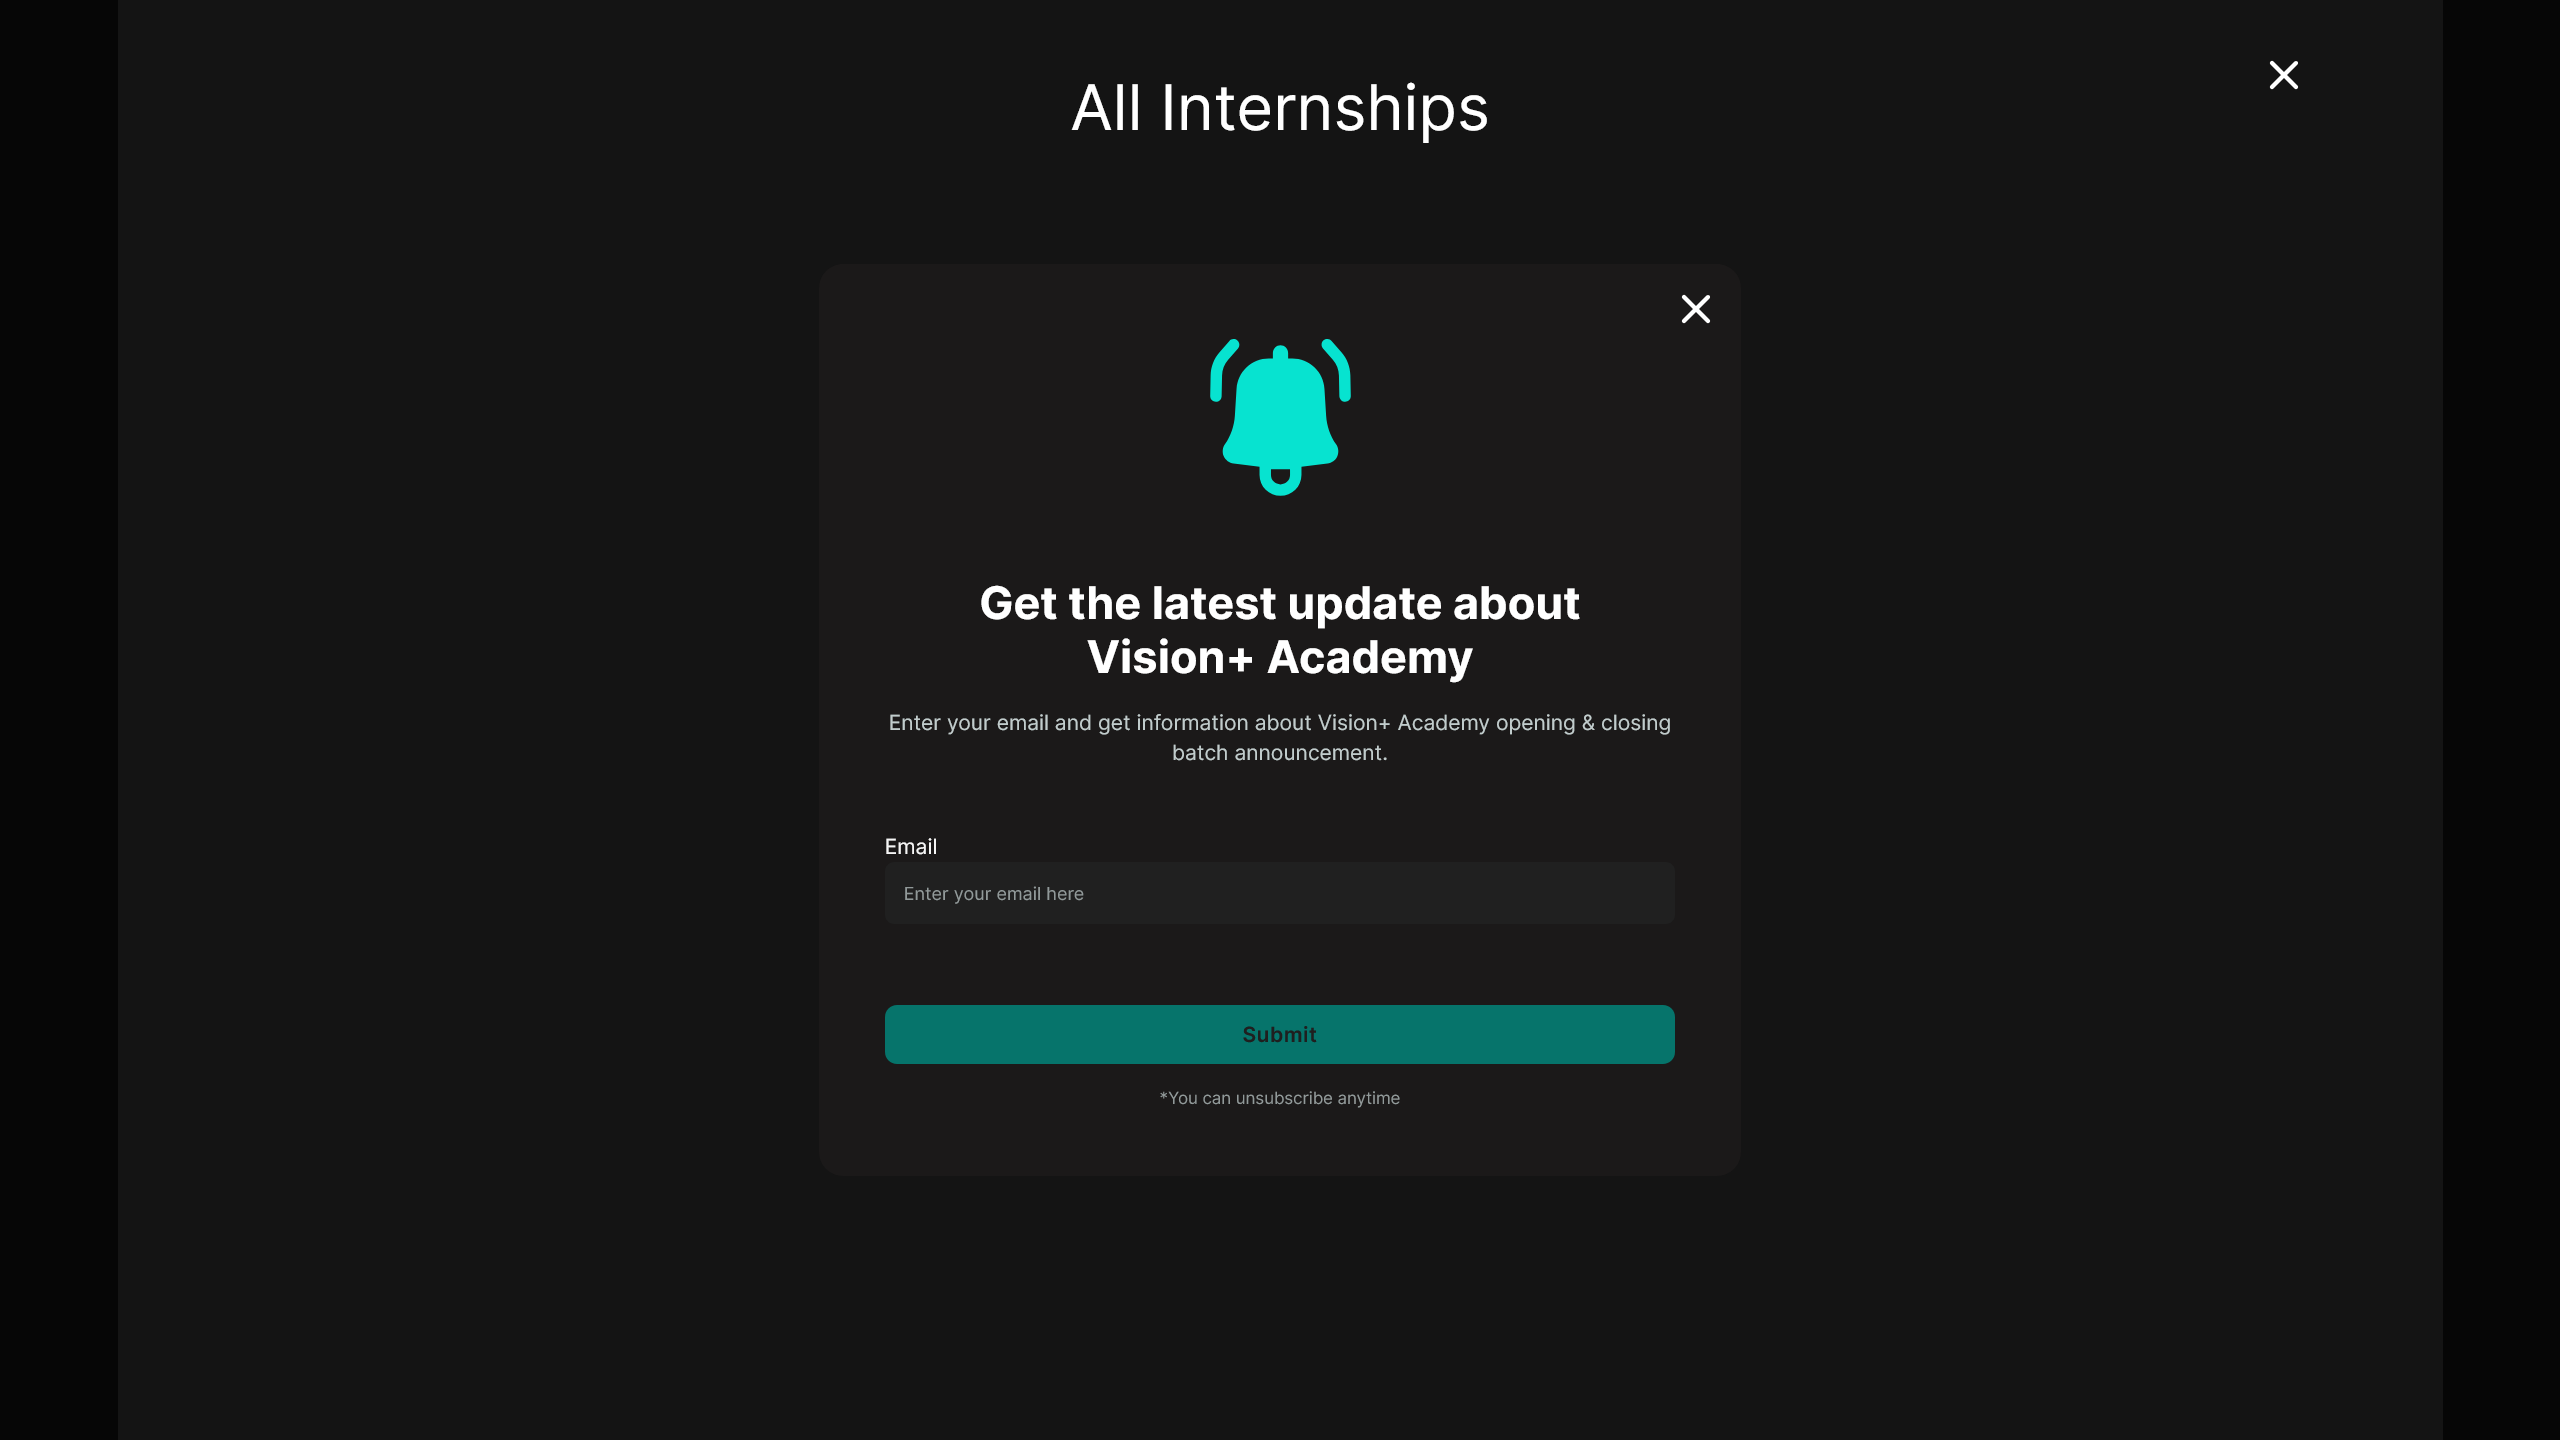 All Internships
Get the latest update about
Vision+ Academy
Enter your email and get information about Vision+ Academy opening & closing
batch announcement.
Email
Enter your email here
Submit
*You can unsubscribe anytime